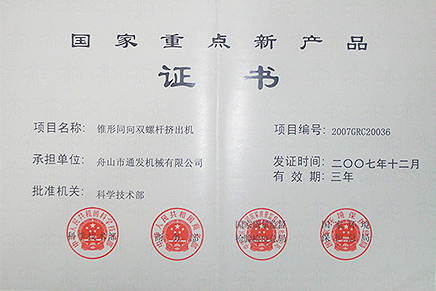 国家重点新产品
证书
项目名称: 锥形同向双螺杆挤出机
项目编号: 2007GRC20036
承担单位: 舟山市通发机械有限公司
发证时间: 二〇〇七年十二月
有效期: 三年
批准机关: 科学技术部